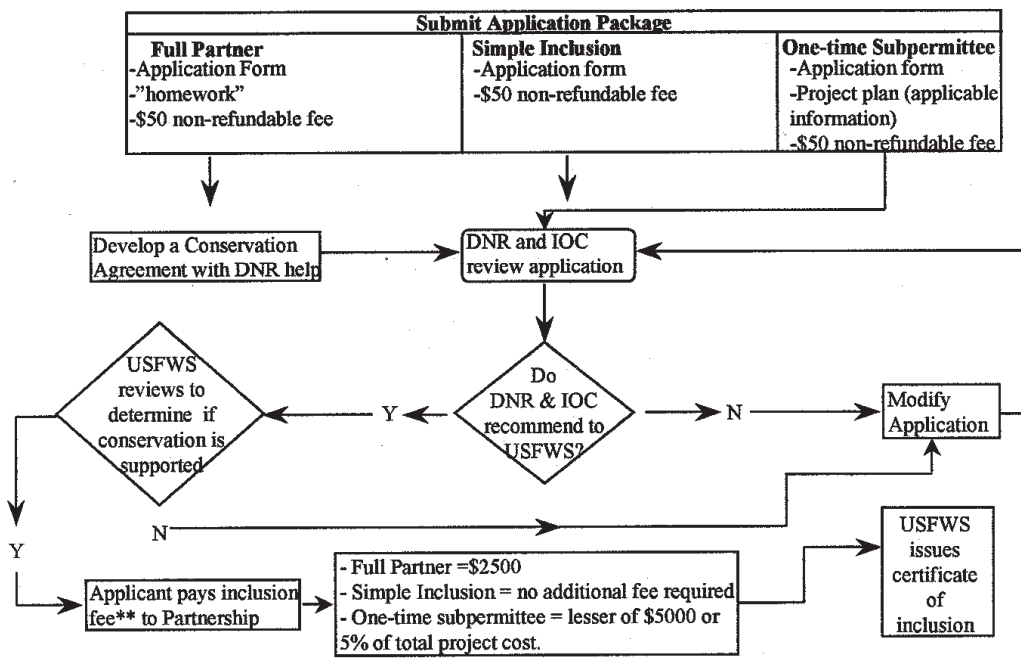 Submit Application Package
Full Partner
-Application Form
-"homework"
-$50 non-refundable fee
Simple Inclusion
-Application form
-$50 non-refundable fee
One-time Subpermittee
-Application form
-Project plan (applicable
information)
-$50 non-refundable fee
Develop a Conservation
Agreement with DNR help
DNR and IOC
review application
USFWS
reviews to
determine if
conservation is
supported
Y
Do
DNR & IOC
recommend to
USFWS?
N
Modify
Application
N
Y
Applicant pays inclusion
fee** to Partnership
- Full Partner =$2500
- Simple Inclusion = no additional fee required
- One-time subpermittee = lesser of $5000 or
5% of total project cost.
USFWS
issues
certificate
of
inclusion